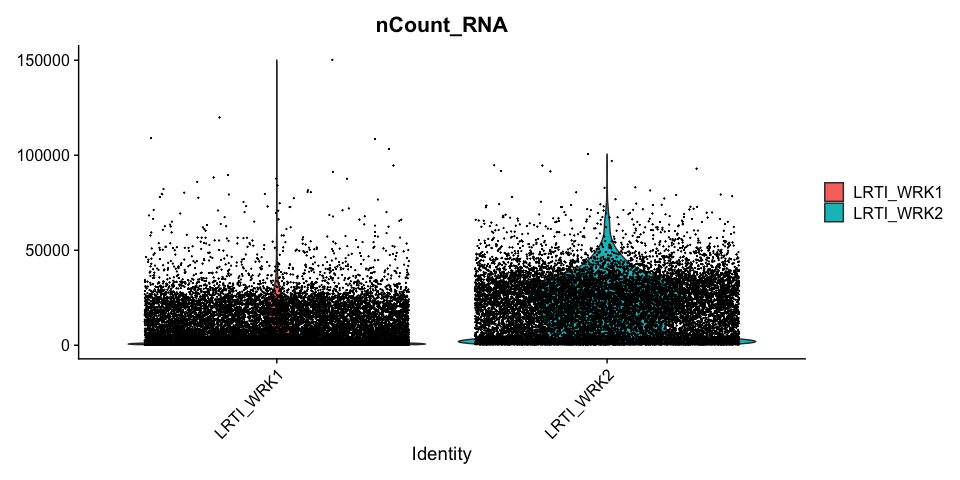 nCount_RNA
150000
100000
50000
0
LRTI_WRK1
LRTI_WRK2
Identity
LRTI_WRK1
LRTI_WRK2